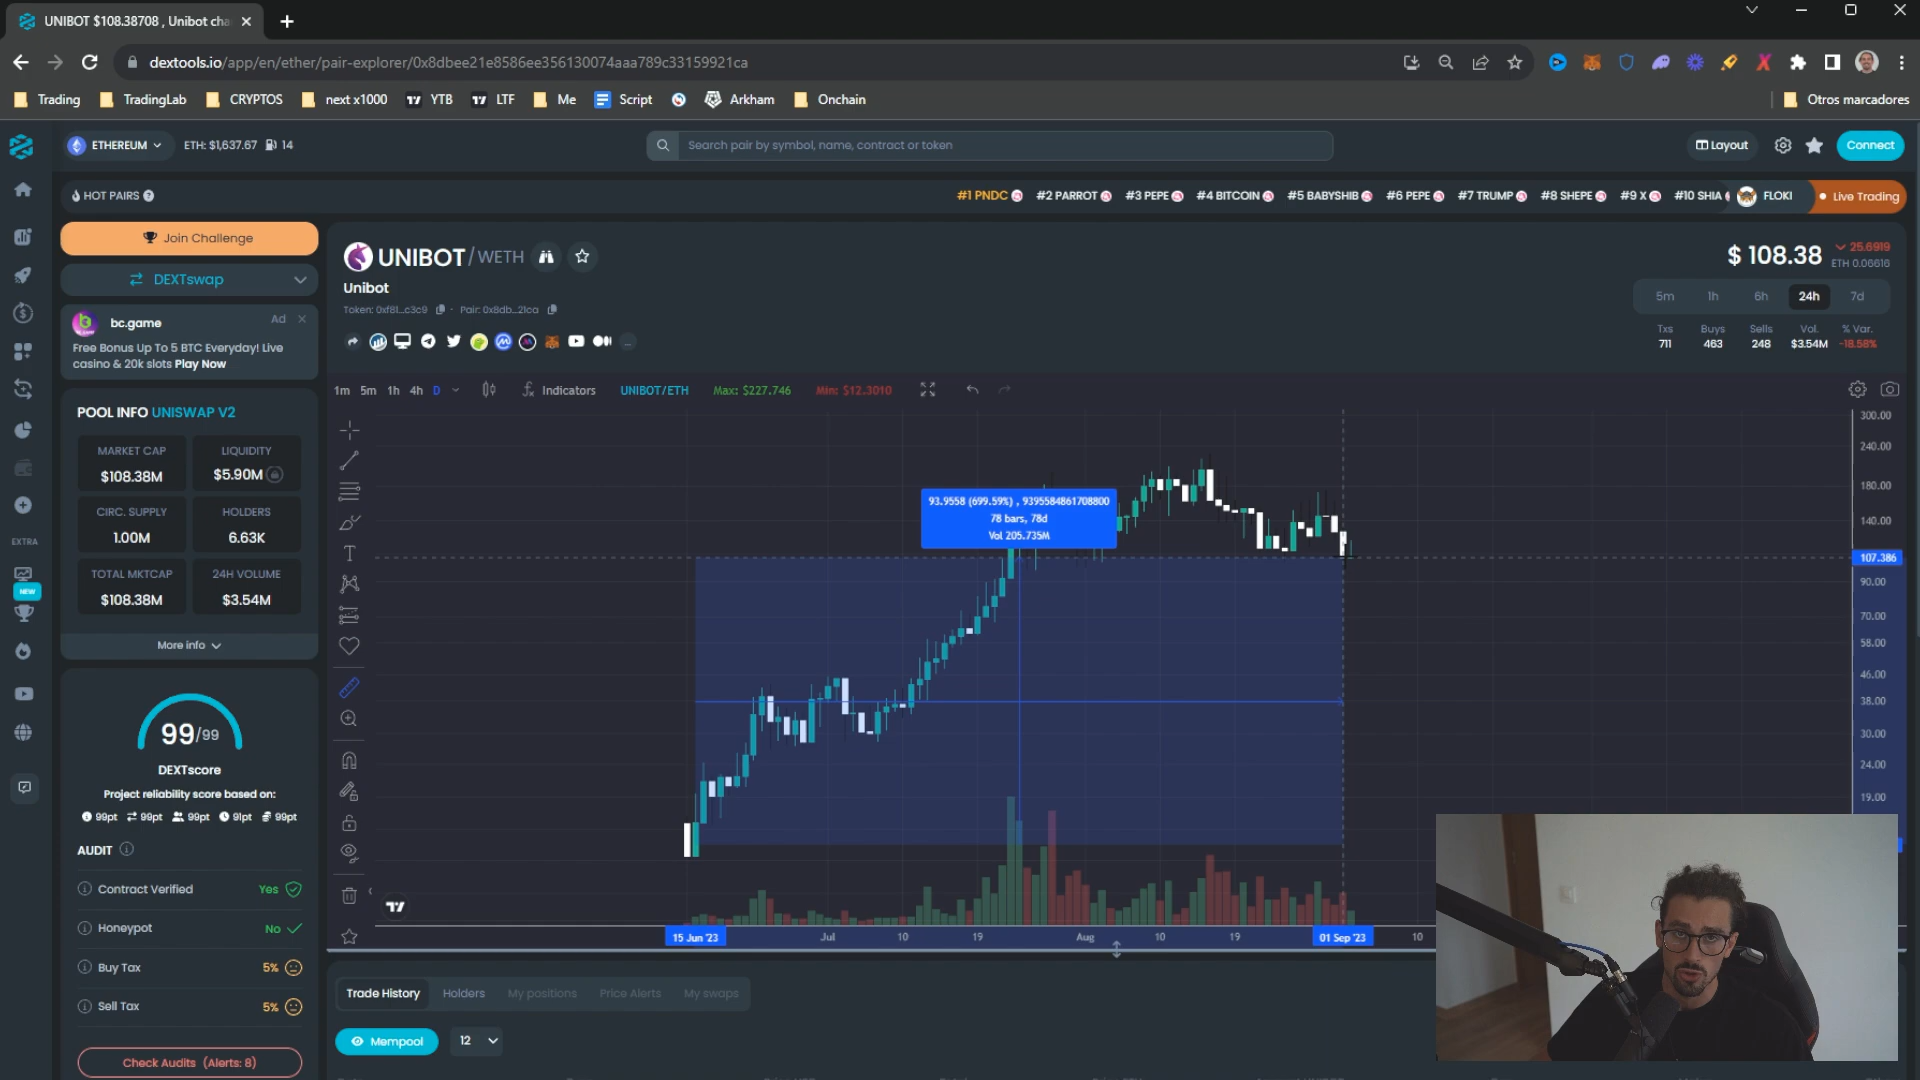 UNIBOT $108.38708 , Unibot cha
dextools.io/app/en/ether/pair-explorer/0x8dbee21e8586ee356130074aaa789c33159921ca
Trading
TradingLab
CRYPTOS
next x1000
YTB
LTF
Me
Script
Arkham
Onchain
Otros marcadores
ETHEREUM
ETH: $1,637.67
14
Search pair by symbol, name, contract or token
Layout
Connect
HOT PAIRS
#1 PNDC
#2 PARROT
#3 PEPE
#4 BITCOIN
#5 BABYSHIB
#6 PEPE
#7 TRUMP
#8 SHEPE
#9 X
#10 SHIA
FLOKI
Live Trading
Join Challenge
DEXTswap
bc.game
Ad
Free Bonus Up To 5 BTC Everyday! Live
casino & 20k slots Play Now
POOL INFO UNISWAP V2
MARKET CAP
$108.38M
LIQUIDITY
$5.90M
CIRC. SUPPLY
1.00M
HOLDERS
6.63K
EXTRA
TOTAL MKTCAP
$108.38M
24H VOLUME
$3.54M
NEW
More info
99/99
DEXTscore
Project reliability score based on:
99pt 99pt 99pt 91pt 99pt
AUDIT
Contract Verified
Yes
Honeypot
No
Buy Tax
5%
Sell Tax
5%
Check Audits (Alerts: 8)
UNIBOT/WETH
Unibot
Token: 0xf81...c3c9
Pair: 0x8db...21ca
$ 108.38
25.6919
ETH 0.06616
5m
1h
6h
24h
7d
Txs
711
Buys
463
Sells
248
Vol.
$3.54M
% Var.
-18.58%
1m 5m 1h 4h D
Indicators
UNIBOT/ETH
Max: $227.746
Min: $12.3010
93.9558 (699.59%) , 9395584861708800
78 bars, 78d
Vol 205.735M
300.00
240.00
180.00
140.00
107.386
90.00
70.00
58.00
46.00
38.00
30.00
24.00
19.00
15 Jun '23
Jul
10
19
Aug
10
19
01 Sep '23
10
Trade History
Holders
My positions
Price Alerts
My swaps
Mempool
12